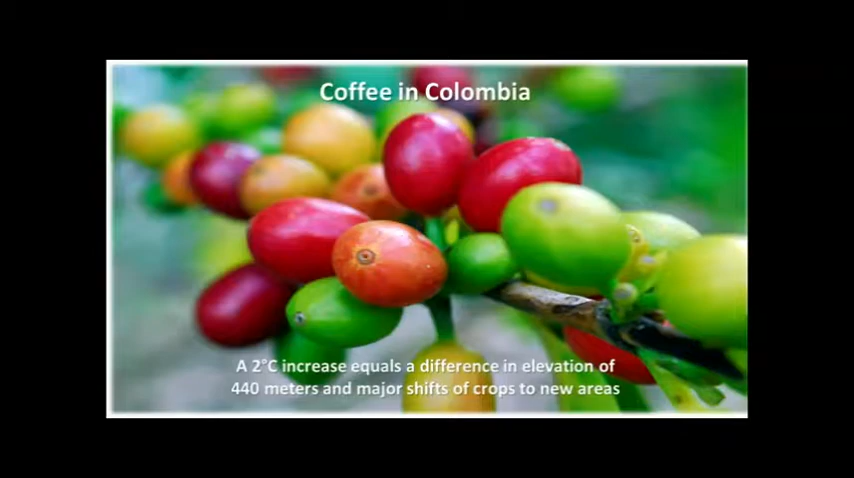 Coffee in Colombia
A 2°C increase equals a difference in elevation of
440 meters and major shifts of crops to new areas